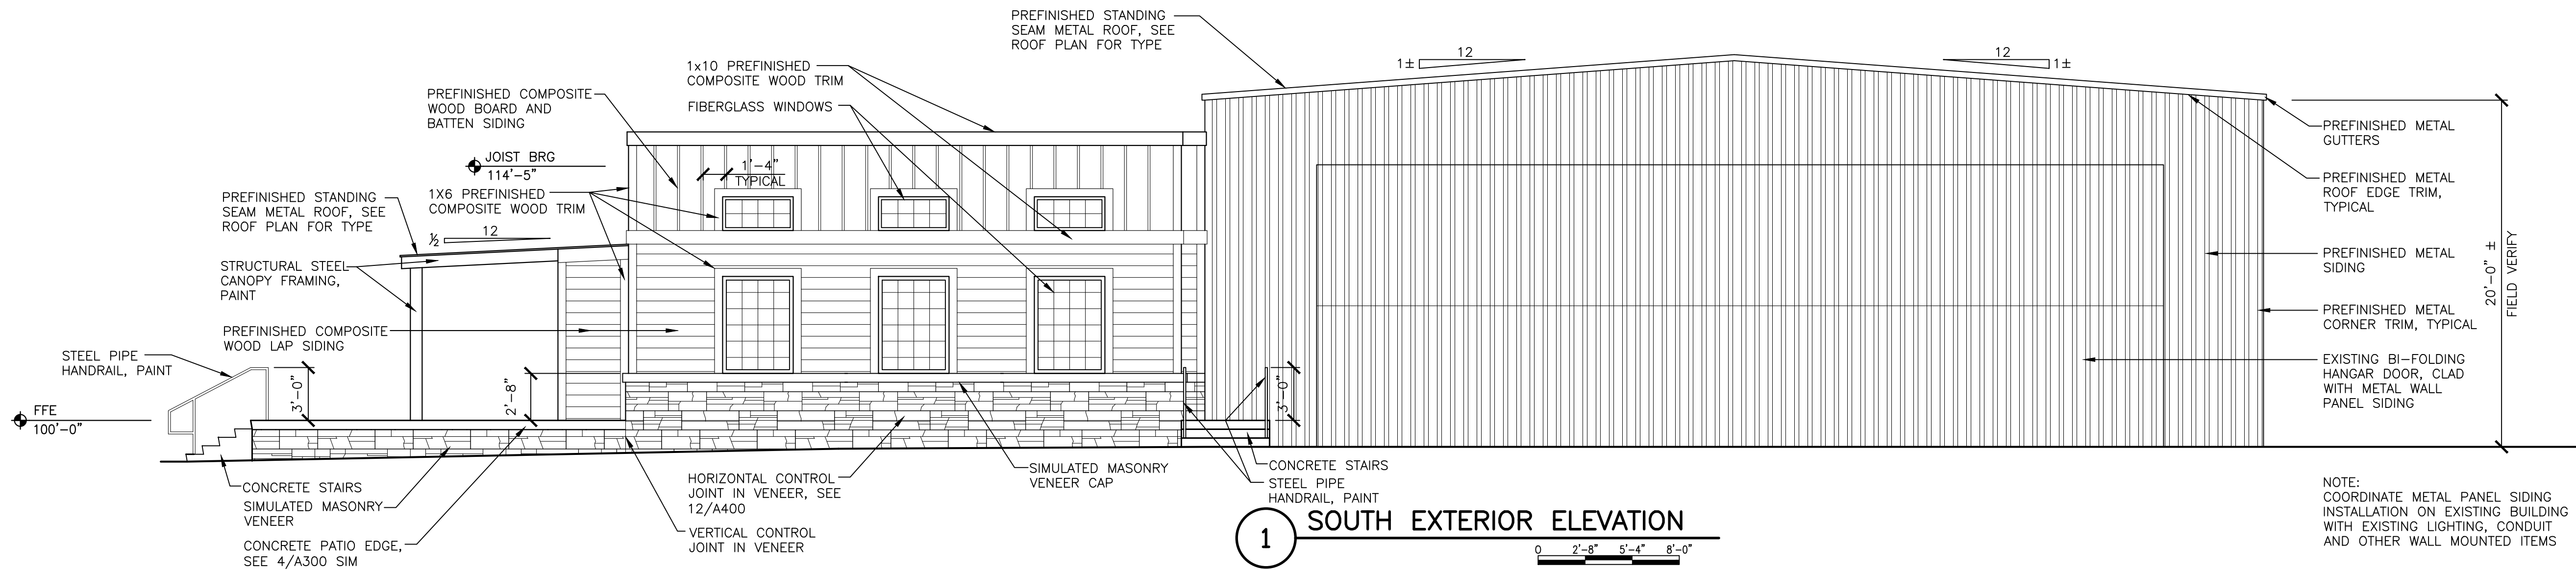 PREFINISHED STANDING
SEAM METAL ROOF, SEE
ROOF PLAN FOR TYPE
12
1±
12
1±
1x10 PREFINISHED
COMPOSITE WOOD TRIM
FIBERGLASS WINDOWS
PREFINISHED COMPOSITE
WOOD BOARD AND
BATTEN SIDING
JOIST BRG
114'-5"
1'-4"
TYPICAL
1X6 PREFINISHED
COMPOSITE WOOD TRIM
PREFINISHED STANDING
SEAM METAL ROOF, SEE
ROOF PLAN FOR TYPE
12
½
STRUCTURAL STEEL
CANOPY FRAMING,
PAINT
PREFINISHED COMPOSITE
WOOD LAP SIDING
STEEL PIPE
HANDRAIL, PAINT
3'-0"
2'-8"
3'-0"
FFE
100'-0"
PREFINISHED METAL
GUTTERS
PREFINISHED METAL
ROOF EDGE TRIM,
TYPICAL
PREFINISHED METAL
SIDING
PREFINISHED METAL
CORNER TRIM, TYPICAL
EXISTING BI-FOLDING
HANGAR DOOR, CLAD
WITH METAL WALL
PANEL SIDING
20'-0" ±
FIELD VERIFY
CONCRETE STAIRS
SIMULATED MASONRY
VENEER
CONCRETE PATIO EDGE,
SEE 4/A300 SIM
HORIZONTAL CONTROL
JOINT IN VENEER, SEE
12/A400
VERTICAL CONTROL
JOINT IN VENEER
SIMULATED MASONRY
VENEER CAP
CONCRETE STAIRS
STEEL PIPE
HANDRAIL, PAINT
1
SOUTH EXTERIOR ELEVATION
0 2'-8" 5'-4" 8'-0"
NOTE:
COORDINATE METAL PANEL SIDING
INSTALLATION ON EXISTING BUILDING
WITH EXISTING LIGHTING, CONDUIT
AND OTHER WALL MOUNTED ITEMS